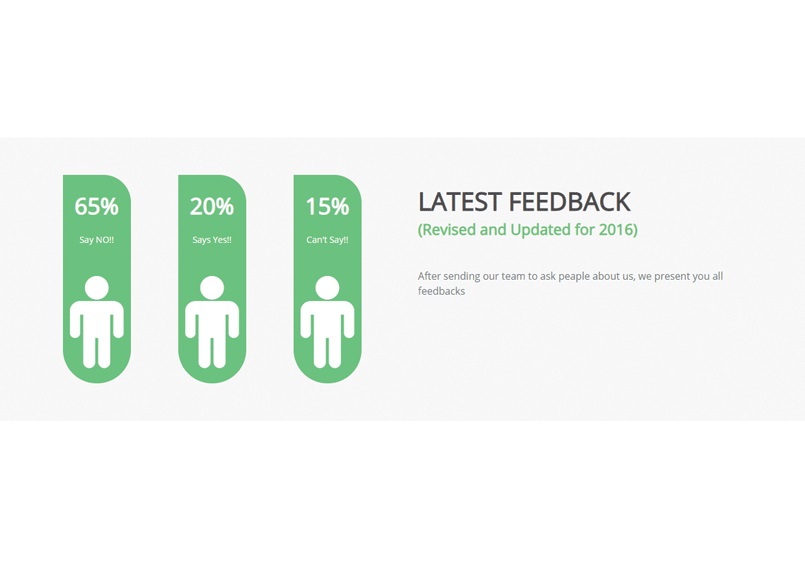 65%
Say NO!!
20%
Says Yes!!
15%
Can't Say!!
LATEST FEEDBACK
(Revised and Updated for 2016)
After sending our team to ask peaple about us, we present you all
feedbacks